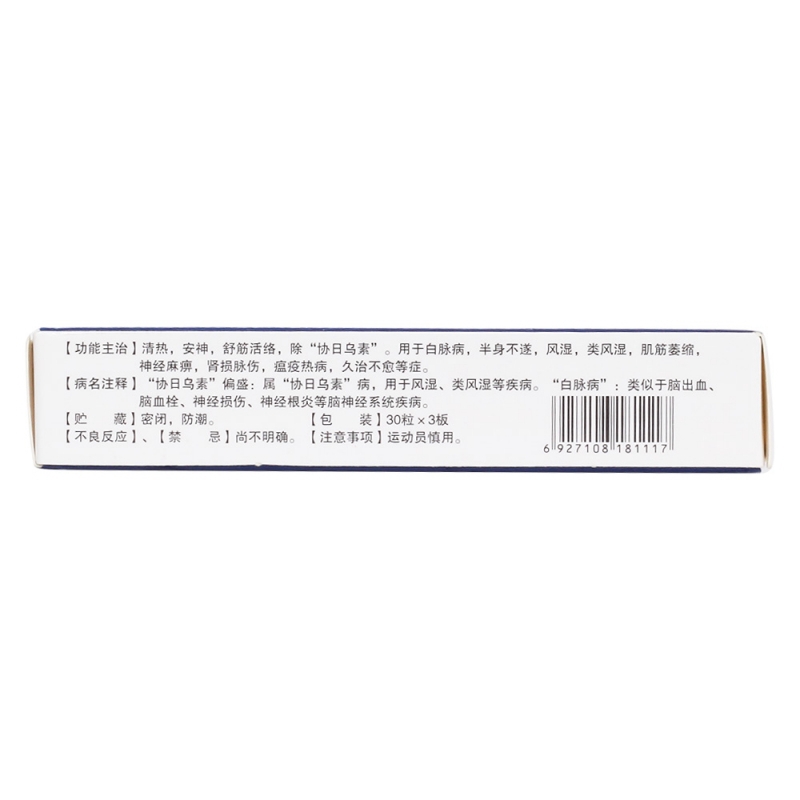 【功能主治】清热，安神，舒筋活络，除“协日乌素”。用于白脉病，半身不遂，风湿，类风湿，肌筋萎缩，
神经麻痹，肾损脉伤，瘟疫热病，久治不愈等症。
【病名注释】“协日乌素”偏盛：属“协日乌素”病，用于风湿、类风湿等疾病。“白脉病”：类似于脑出血、
脑血栓、神经损伤、神经根炎等脑神经系统疾病。
【贮　藏】密闭，防潮。　【包　装】30粒×3板
【不良反应】、【禁　忌】尚不明确。【注意事项】运动员慎用。
6 927108 181117